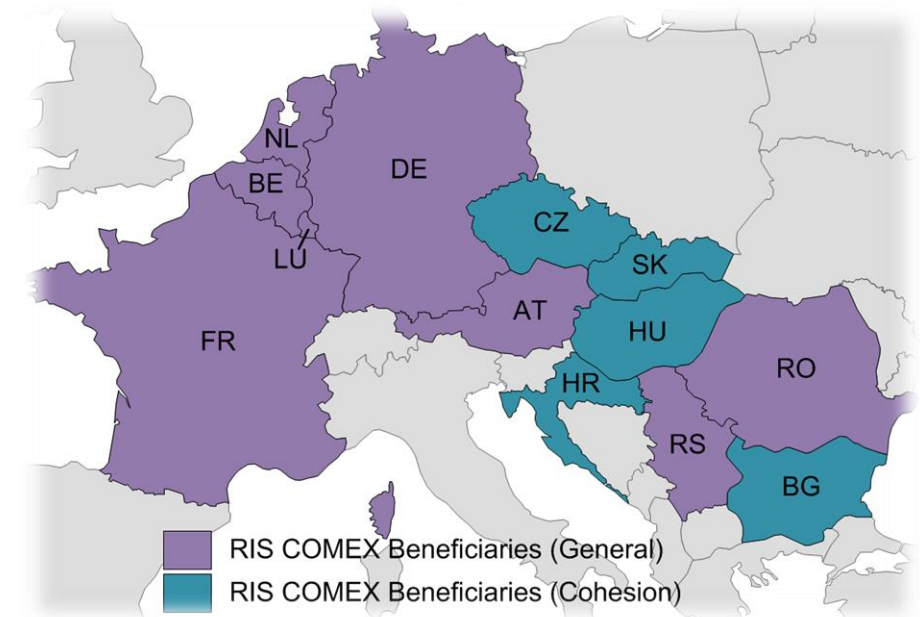 NL
DE
BE
CZ
LU
SK
AT
HU
FR
RO
HR
RS
BG
RIS COMEX Beneficiaries (General)
RIS COMEX Beneficiaries (Cohesion)